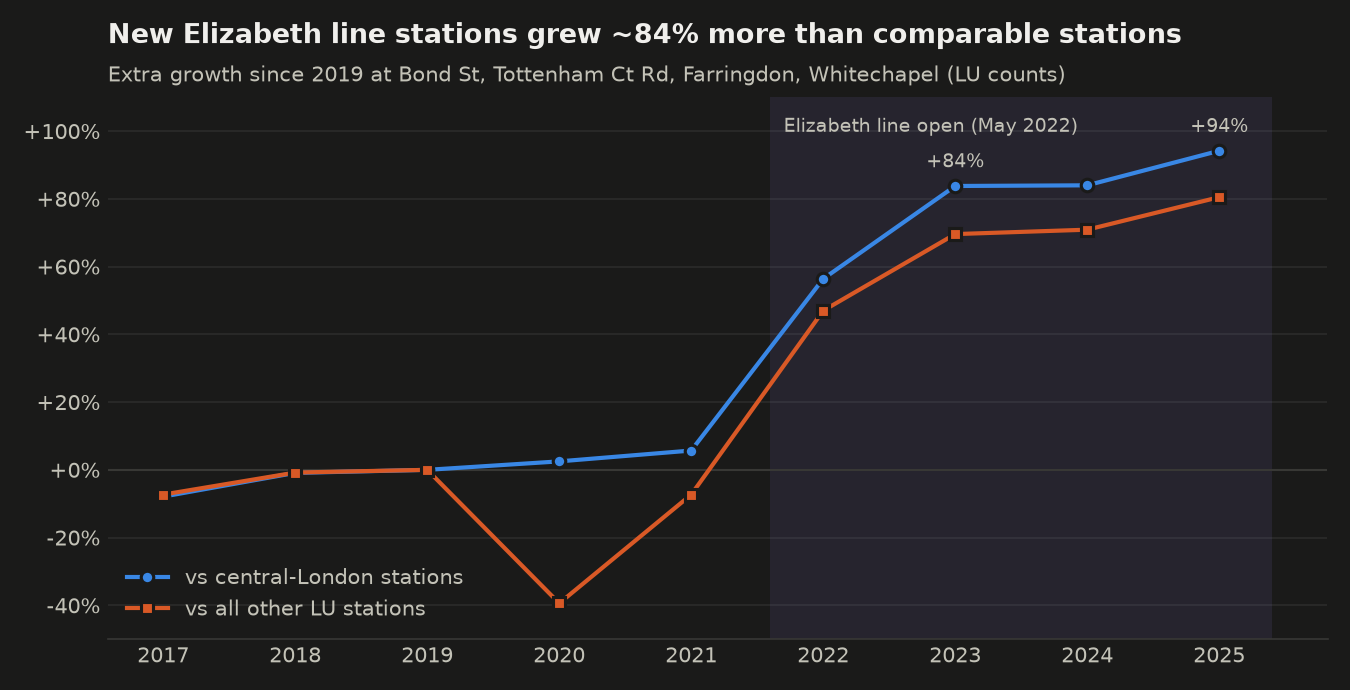 New Elizabeth line stations grew ~84% more than comparable stations
Extra growth since 2019 at Bond St, Tottenham Ct Rd, Farringdon, Whitechapel (LU counts)
+100%
+80%
+60%
+40%
+20%
+0%
-20%
-40%
Elizabeth line open (May 2022)
+84%
+94%
vs central-London stations
vs all other LU stations
2017 2018 2019 2020 2021 2022 2023 2024 2025